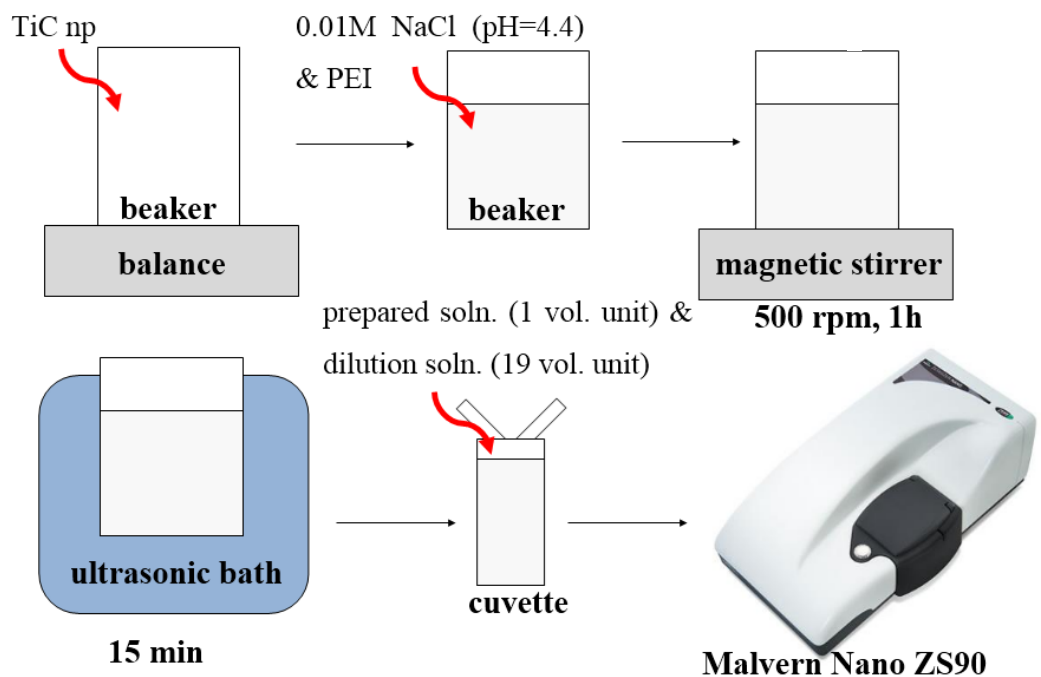 TiC np
0.01M NaCl (pH=4.4)
& PEI
beaker
balance
beaker
magnetic stirrer
500 rpm, 1h
prepared soln. (1 vol. unit) &
dilution soln. (19 vol. unit)
ultrasonic bath
15 min
cuvette
Malvern Nano ZS90